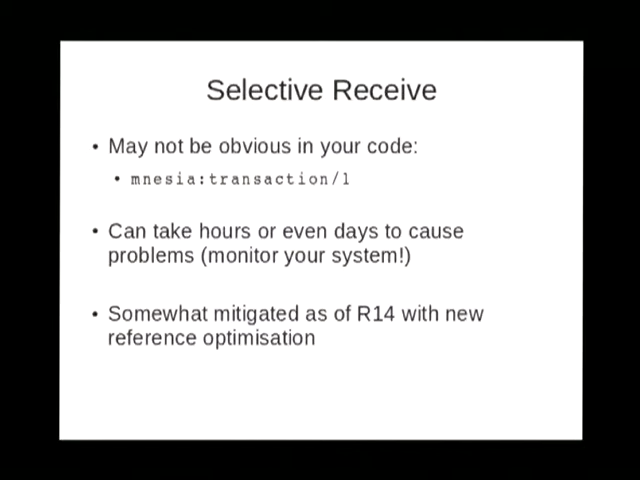 Selective Receive
• May not be obvious in your code:
• mnesia:transaction/1
• Can take hours or even days to cause
problems (monitor your system!)
• Somewhat mitigated as of R14 with new
reference optimisation